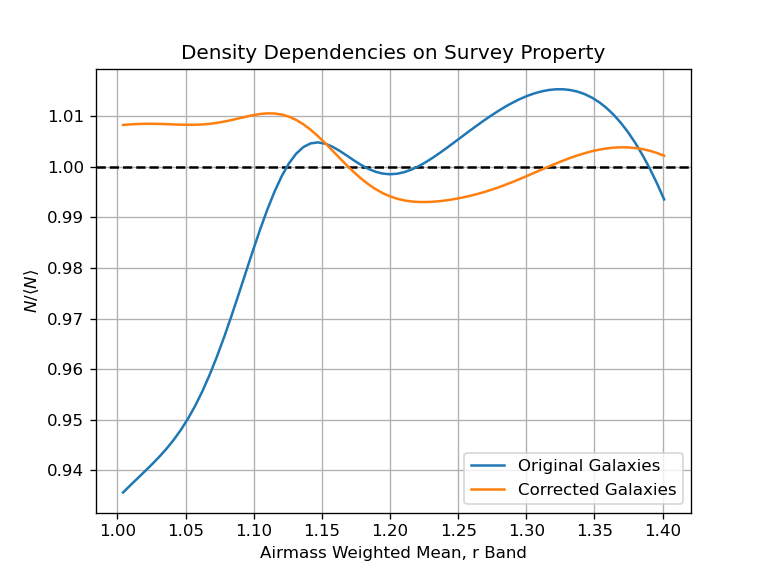 Density Dependencies on Survey Property
N/⟨N⟩
1.01
1.00
0.99
0.98
0.97
0.96
0.95
0.94
1.00 1.05 1.10 1.15 1.20 1.25 1.30 1.35 1.40
Airmass Weighted Mean, r Band
Original Galaxies
Corrected Galaxies